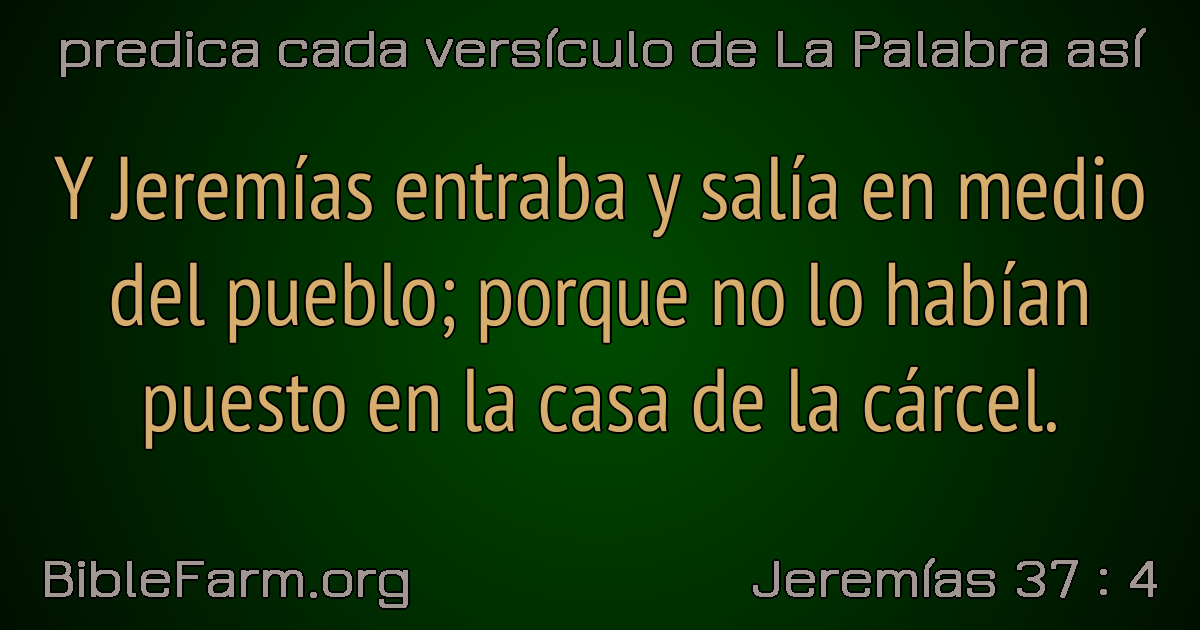 predica cada versículo de La Palabra así
Y Jeremías entraba y salía en medio
del pueblo; porque no lo habían
puesto en la casa de la cárcel.
BibleFarm.org
Jeremías 37 : 4